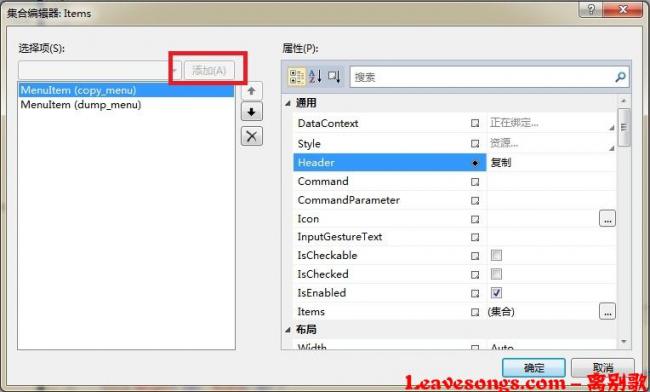 集合编辑器: Items
选择项(S):
添加(A)
MenuItem (copy_menu)
MenuItem (dump_menu)
属性(P):
搜索
通用
DataContext 正在绑定...
Style 资源...
Header 复制
Command
CommandParameter
Icon ...
InputGestureText
IsCheckable
IsChecked
IsEnabled
Items (集合) ...
布局
Width Auto
确定 取消
Leavesongs.com - 离别歌